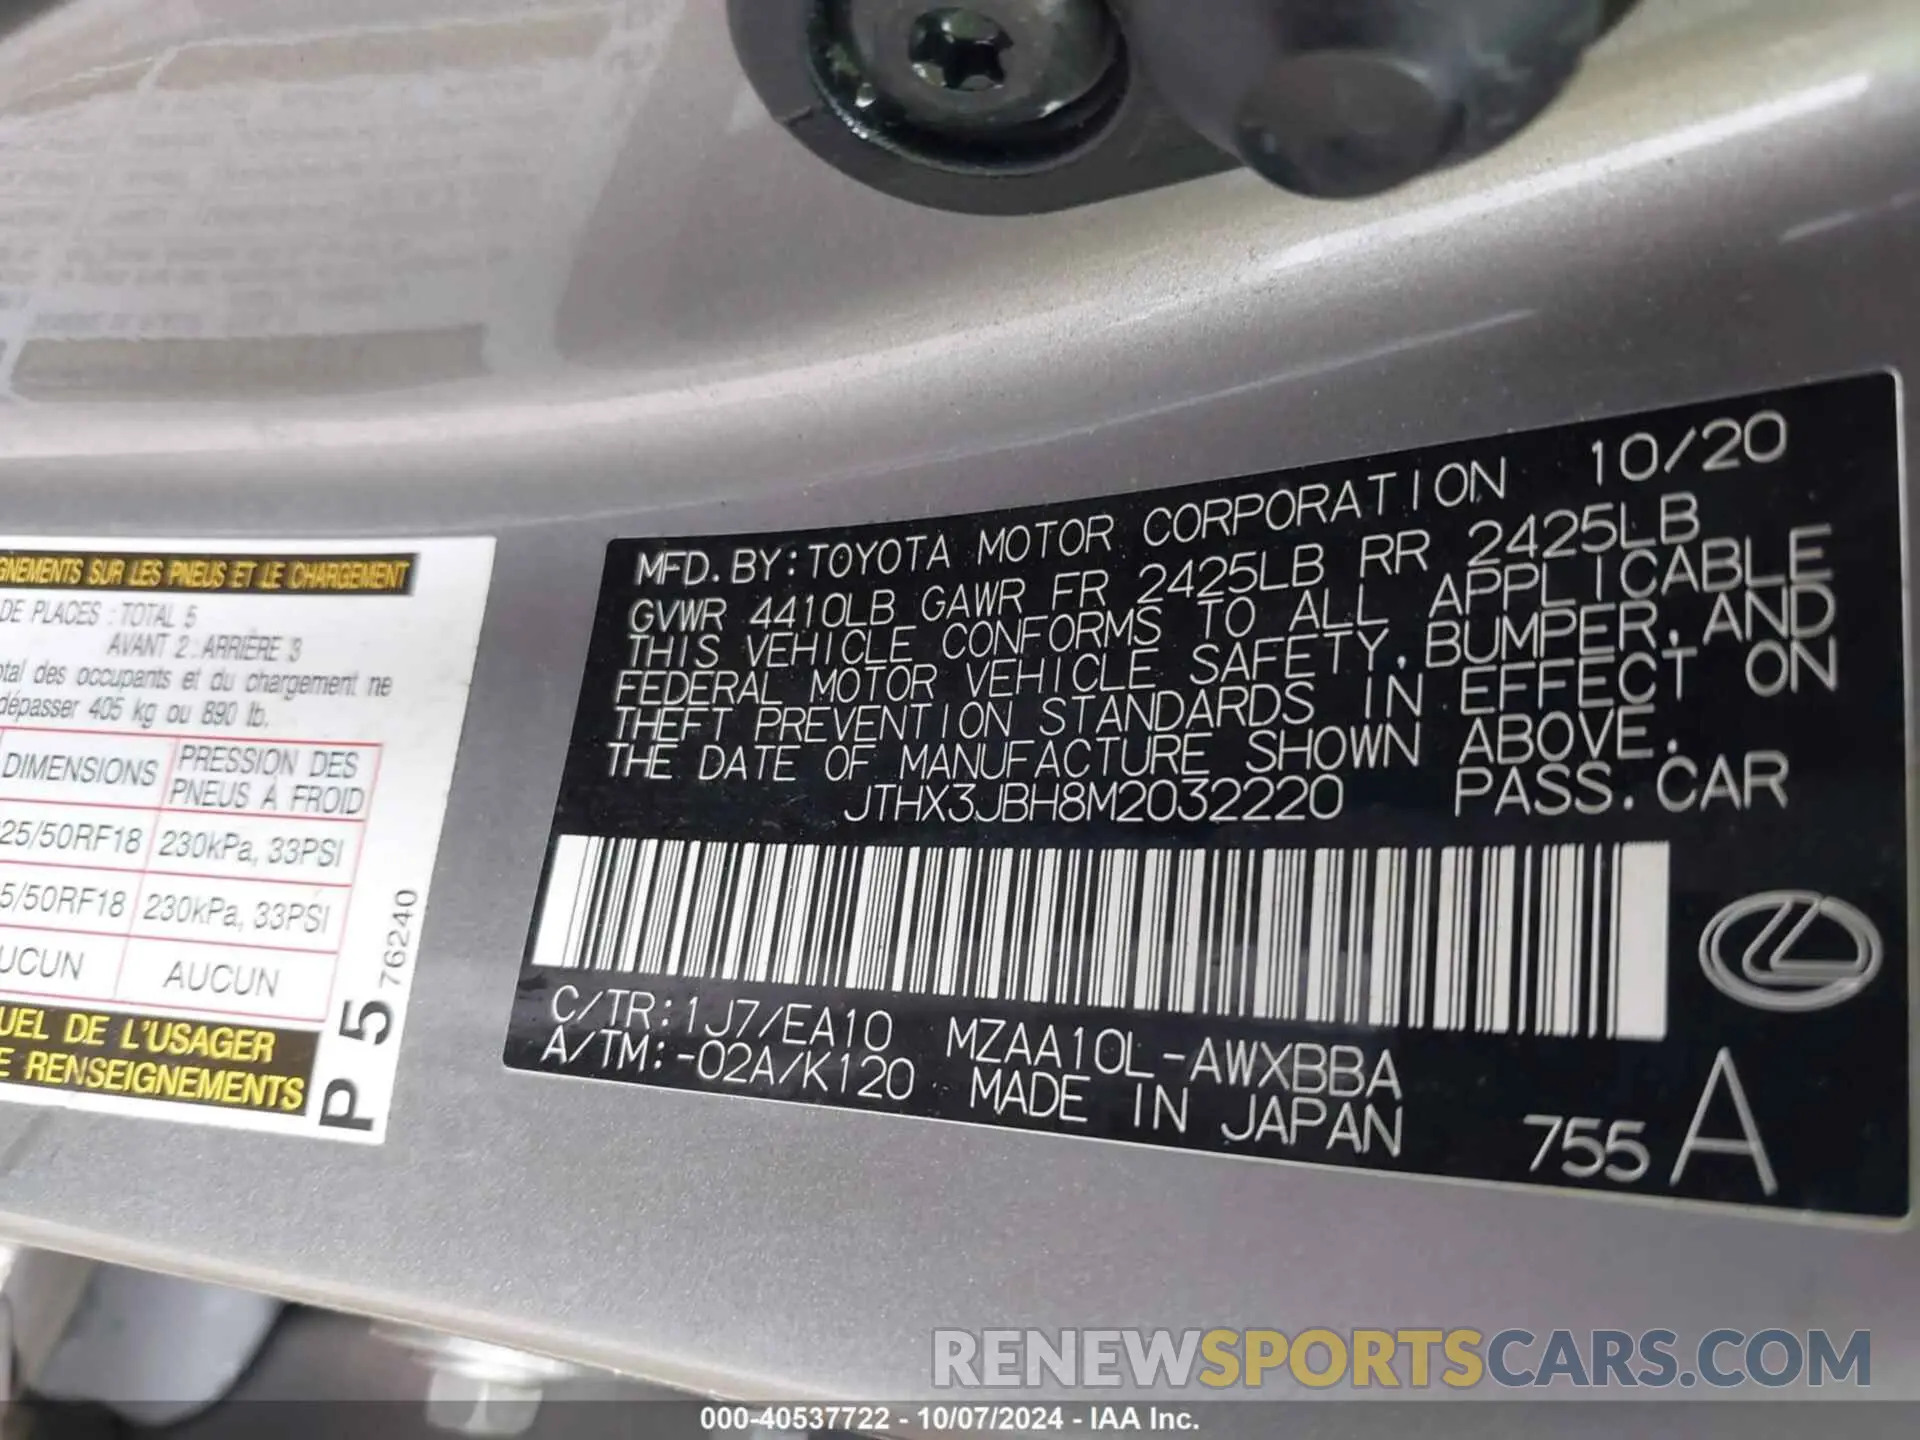 GNEMENTS SUR LES PNEUS ET LE CHARGEMENT
DE PLACES : TOTAL 5
AVANT 2 : ARRIÈRE 3
des occupants et du chargement ne
dépasser 405 kg ou 890 lb.
DIMENSIONS
PRESSION DES
PNEUS À FROID
25/50RF18
230kPa, 33PSI
5/50RF18
230kPa, 33PSI
UCUN
AUCUN
UEL DE L'USAGER
E RENSEIGNEMENTS
P 5 76240
MFD. BY: TOYOTA MOTOR CORPORATION 10/20
GVWR 4410LB GAWR FR 2425LB RR 2425LB
THIS VEHICLE CONFORMS TO ALL APPLICABLE
FEDERAL MOTOR VEHICLE SAFETY, BUMPER, AND
THEFT PREVENTION STANDARDS IN EFFECT ON
THE DATE OF MANUFACTURE SHOWN ABOVE.
JTHX3JBH8M2032220 PASS. CAR
C/TR: 1J7/EA10 MZAA10L-AWXBBA
A/TM: -02A/K120 MADE IN JAPAN
755 A
RENEWSPORTSCARS.COM
000-40537722 - 10/07/2024 - IAA Inc.